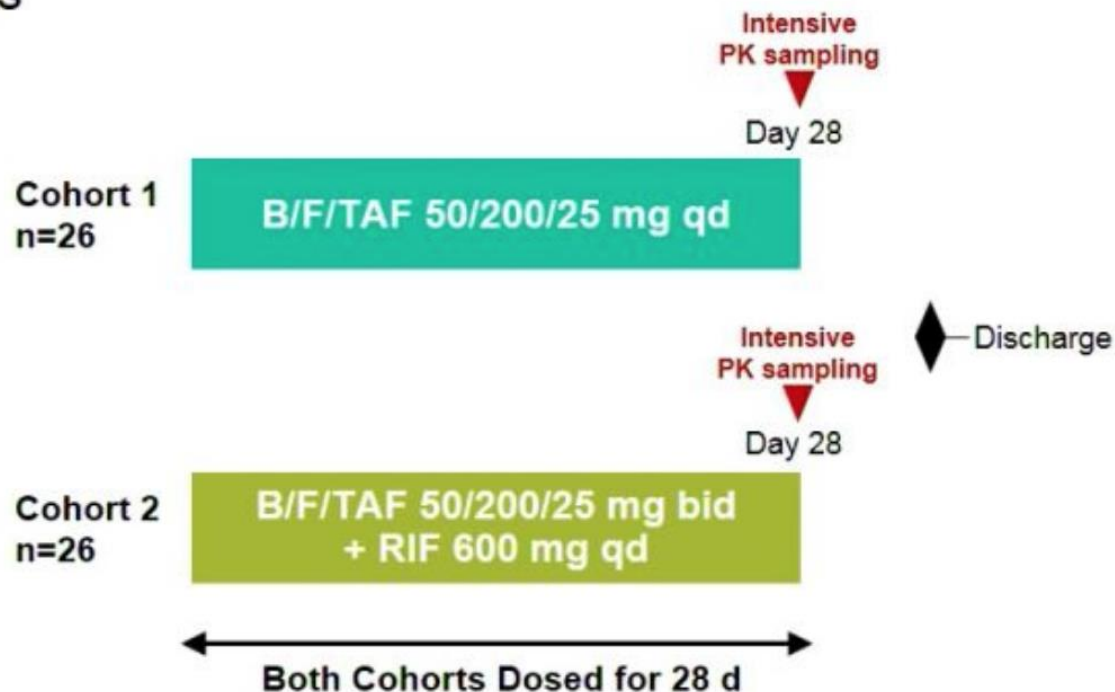 Intensive
PK sampling
Day 28
Cohort 1
n=26
B/F/TAF 50/200/25 mg qd
Discharge
Intensive
PK sampling
Day 28
Cohort 2
n=26
B/F/TAF 50/200/25 mg bid
+ RIF 600 mg qd
Both Cohorts Dosed for 28 d